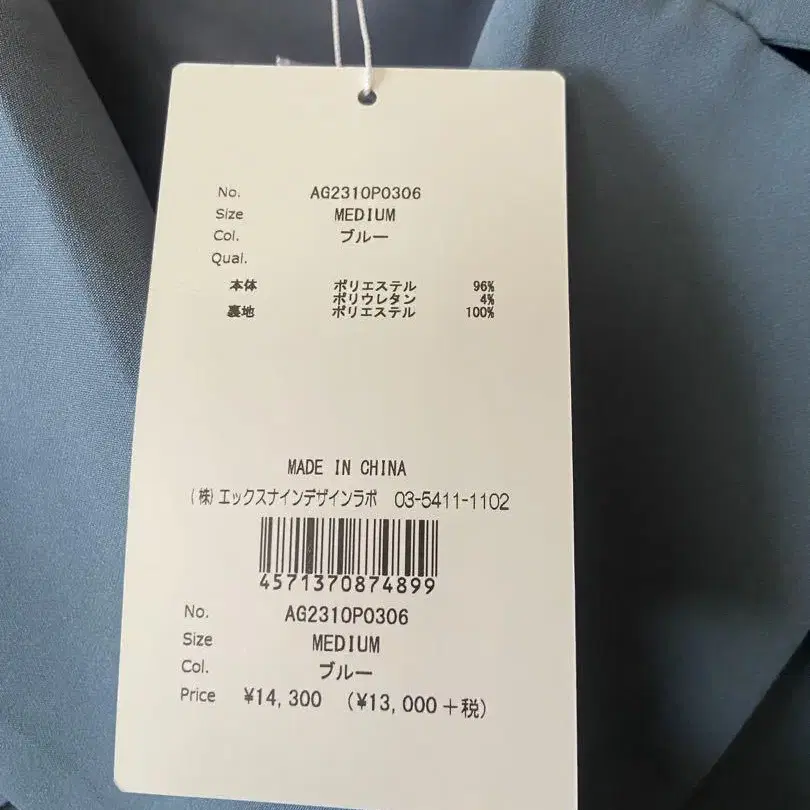 No. AG2310P0306
Size MEDIUM
Col. ブルー
Qual.
本体 ポリエステル 96%
ポリウレタン 4%
裏地 ポリエステル 100%
MADE IN CHINA
(株)エックスナインデザインラボ 03-5411-1102
4571370874899
No. AG2310P0306
Size MEDIUM
Col. ブルー
Price ¥14,300 (¥13,000+税)